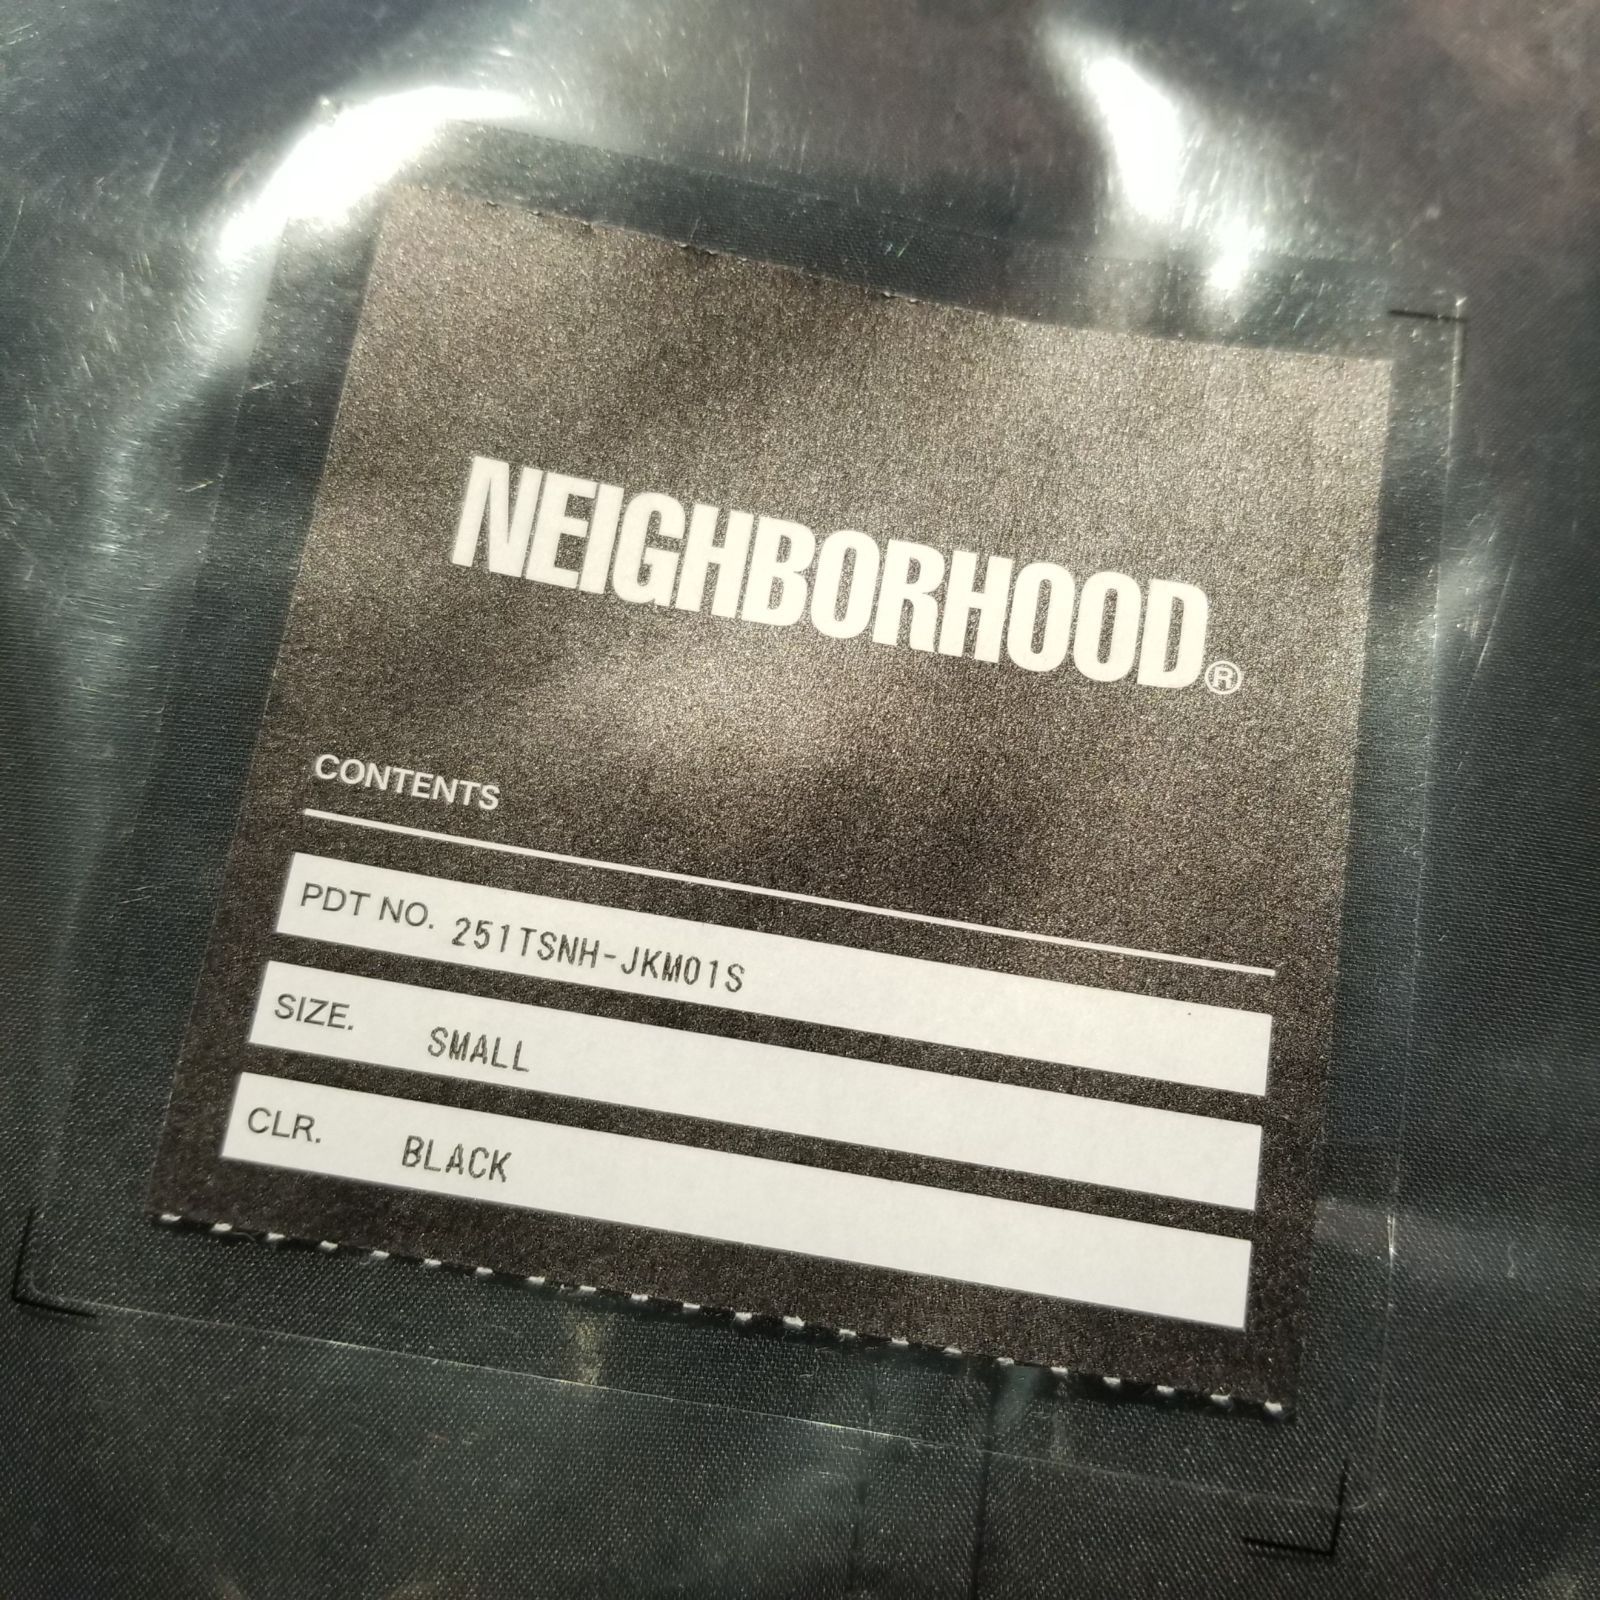 NEIGHBORHOOD®
CONTENTS
PDT NO. 251TSNH-JKM01S
SIZE. SMALL
CLR. BLACK